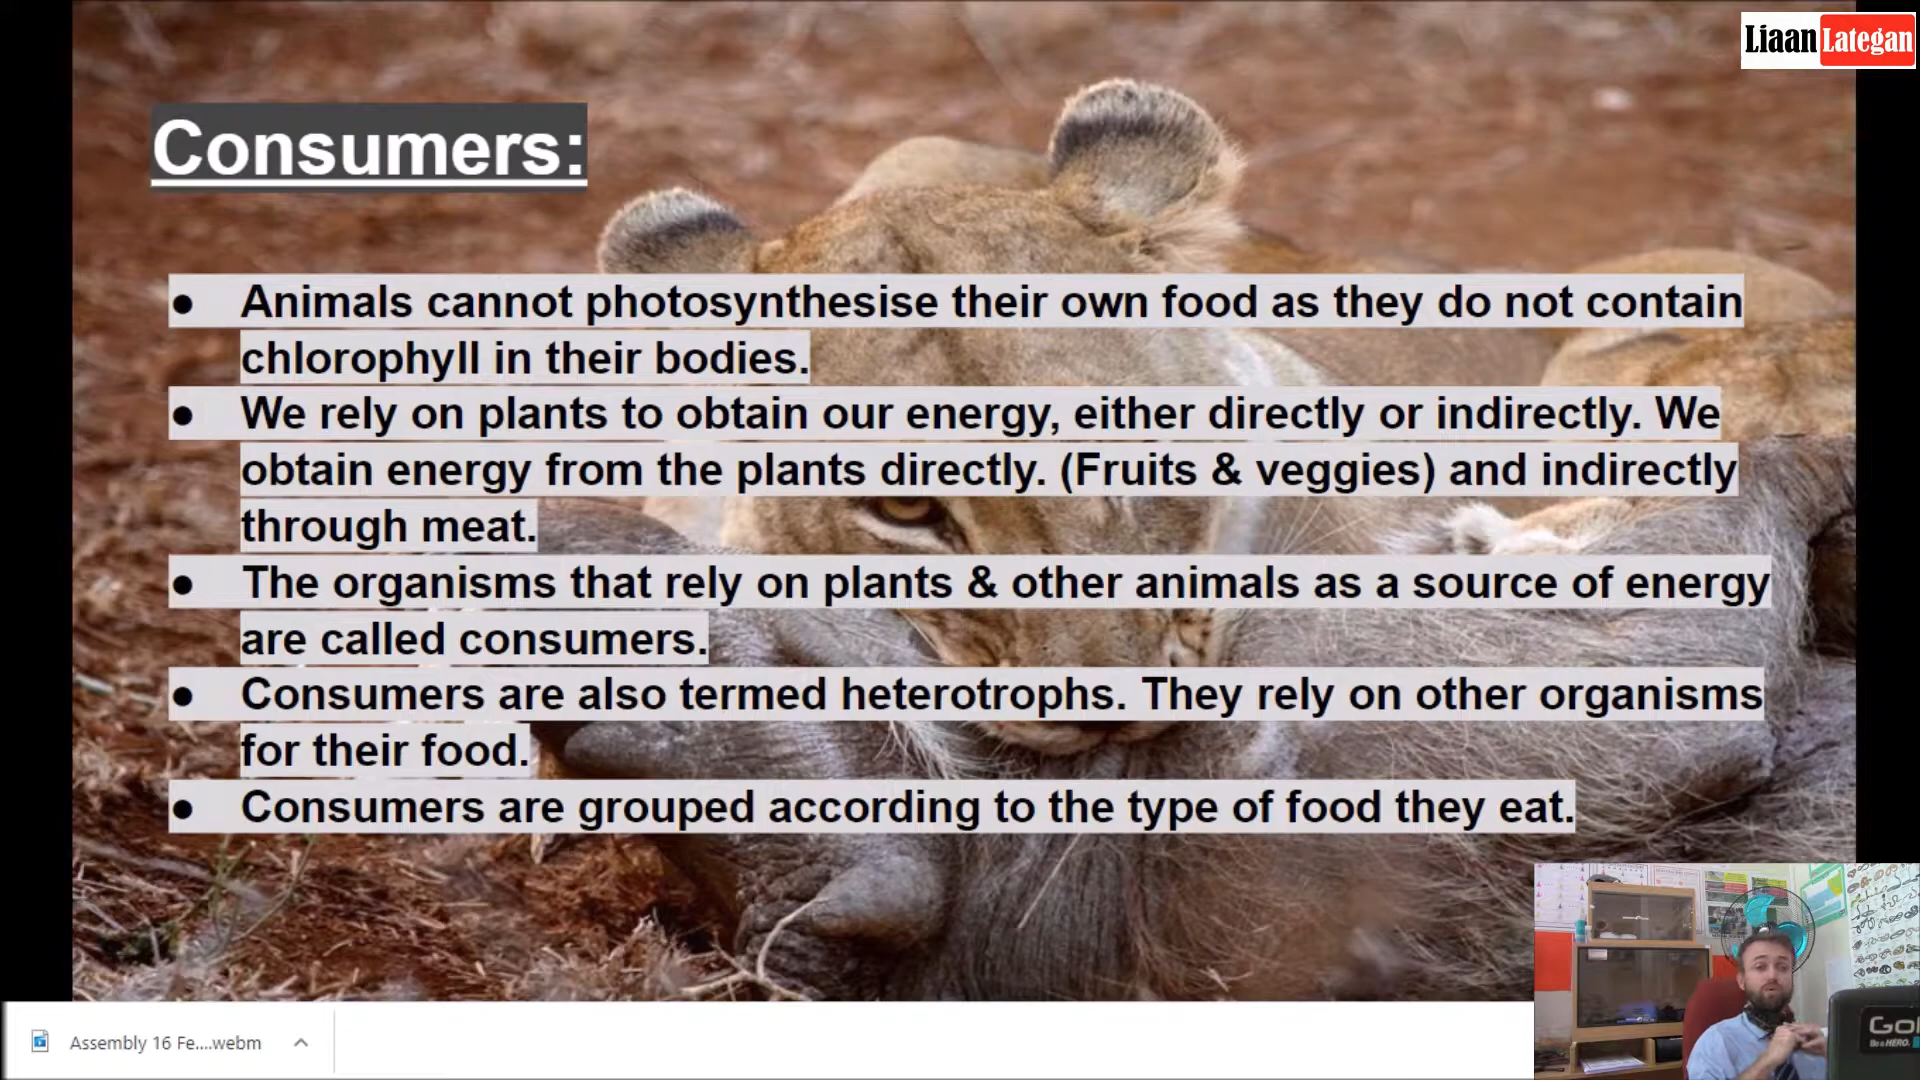 Liaan Lategan
Consumers:
● Animals cannot photosynthesise their own food as they do not contain
chlorophyll in their bodies.
● We rely on plants to obtain our energy, either directly or indirectly. We
obtain energy from the plants directly. (Fruits & veggies) and indirectly
through meat.
● The organisms that rely on plants & other animals as a source of energy
are called consumers.
● Consumers are also termed heterotrophs. They rely on other organisms
for their food.
● Consumers are grouped according to the type of food they eat.
Assembly 16 Fe....webm
Be a HERO.